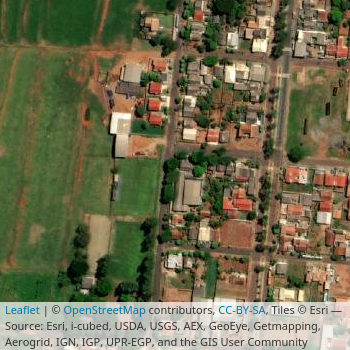 Leaflet | © OpenStreetMap contributors, CC-BY-SA, Tiles © Esri —
Source: Esri, i-cubed, USDA, USGS, AEX, GeoEye, Getmapping,
Aerogrid, IGN, IGP, UPR-EGP, and the GIS User Community